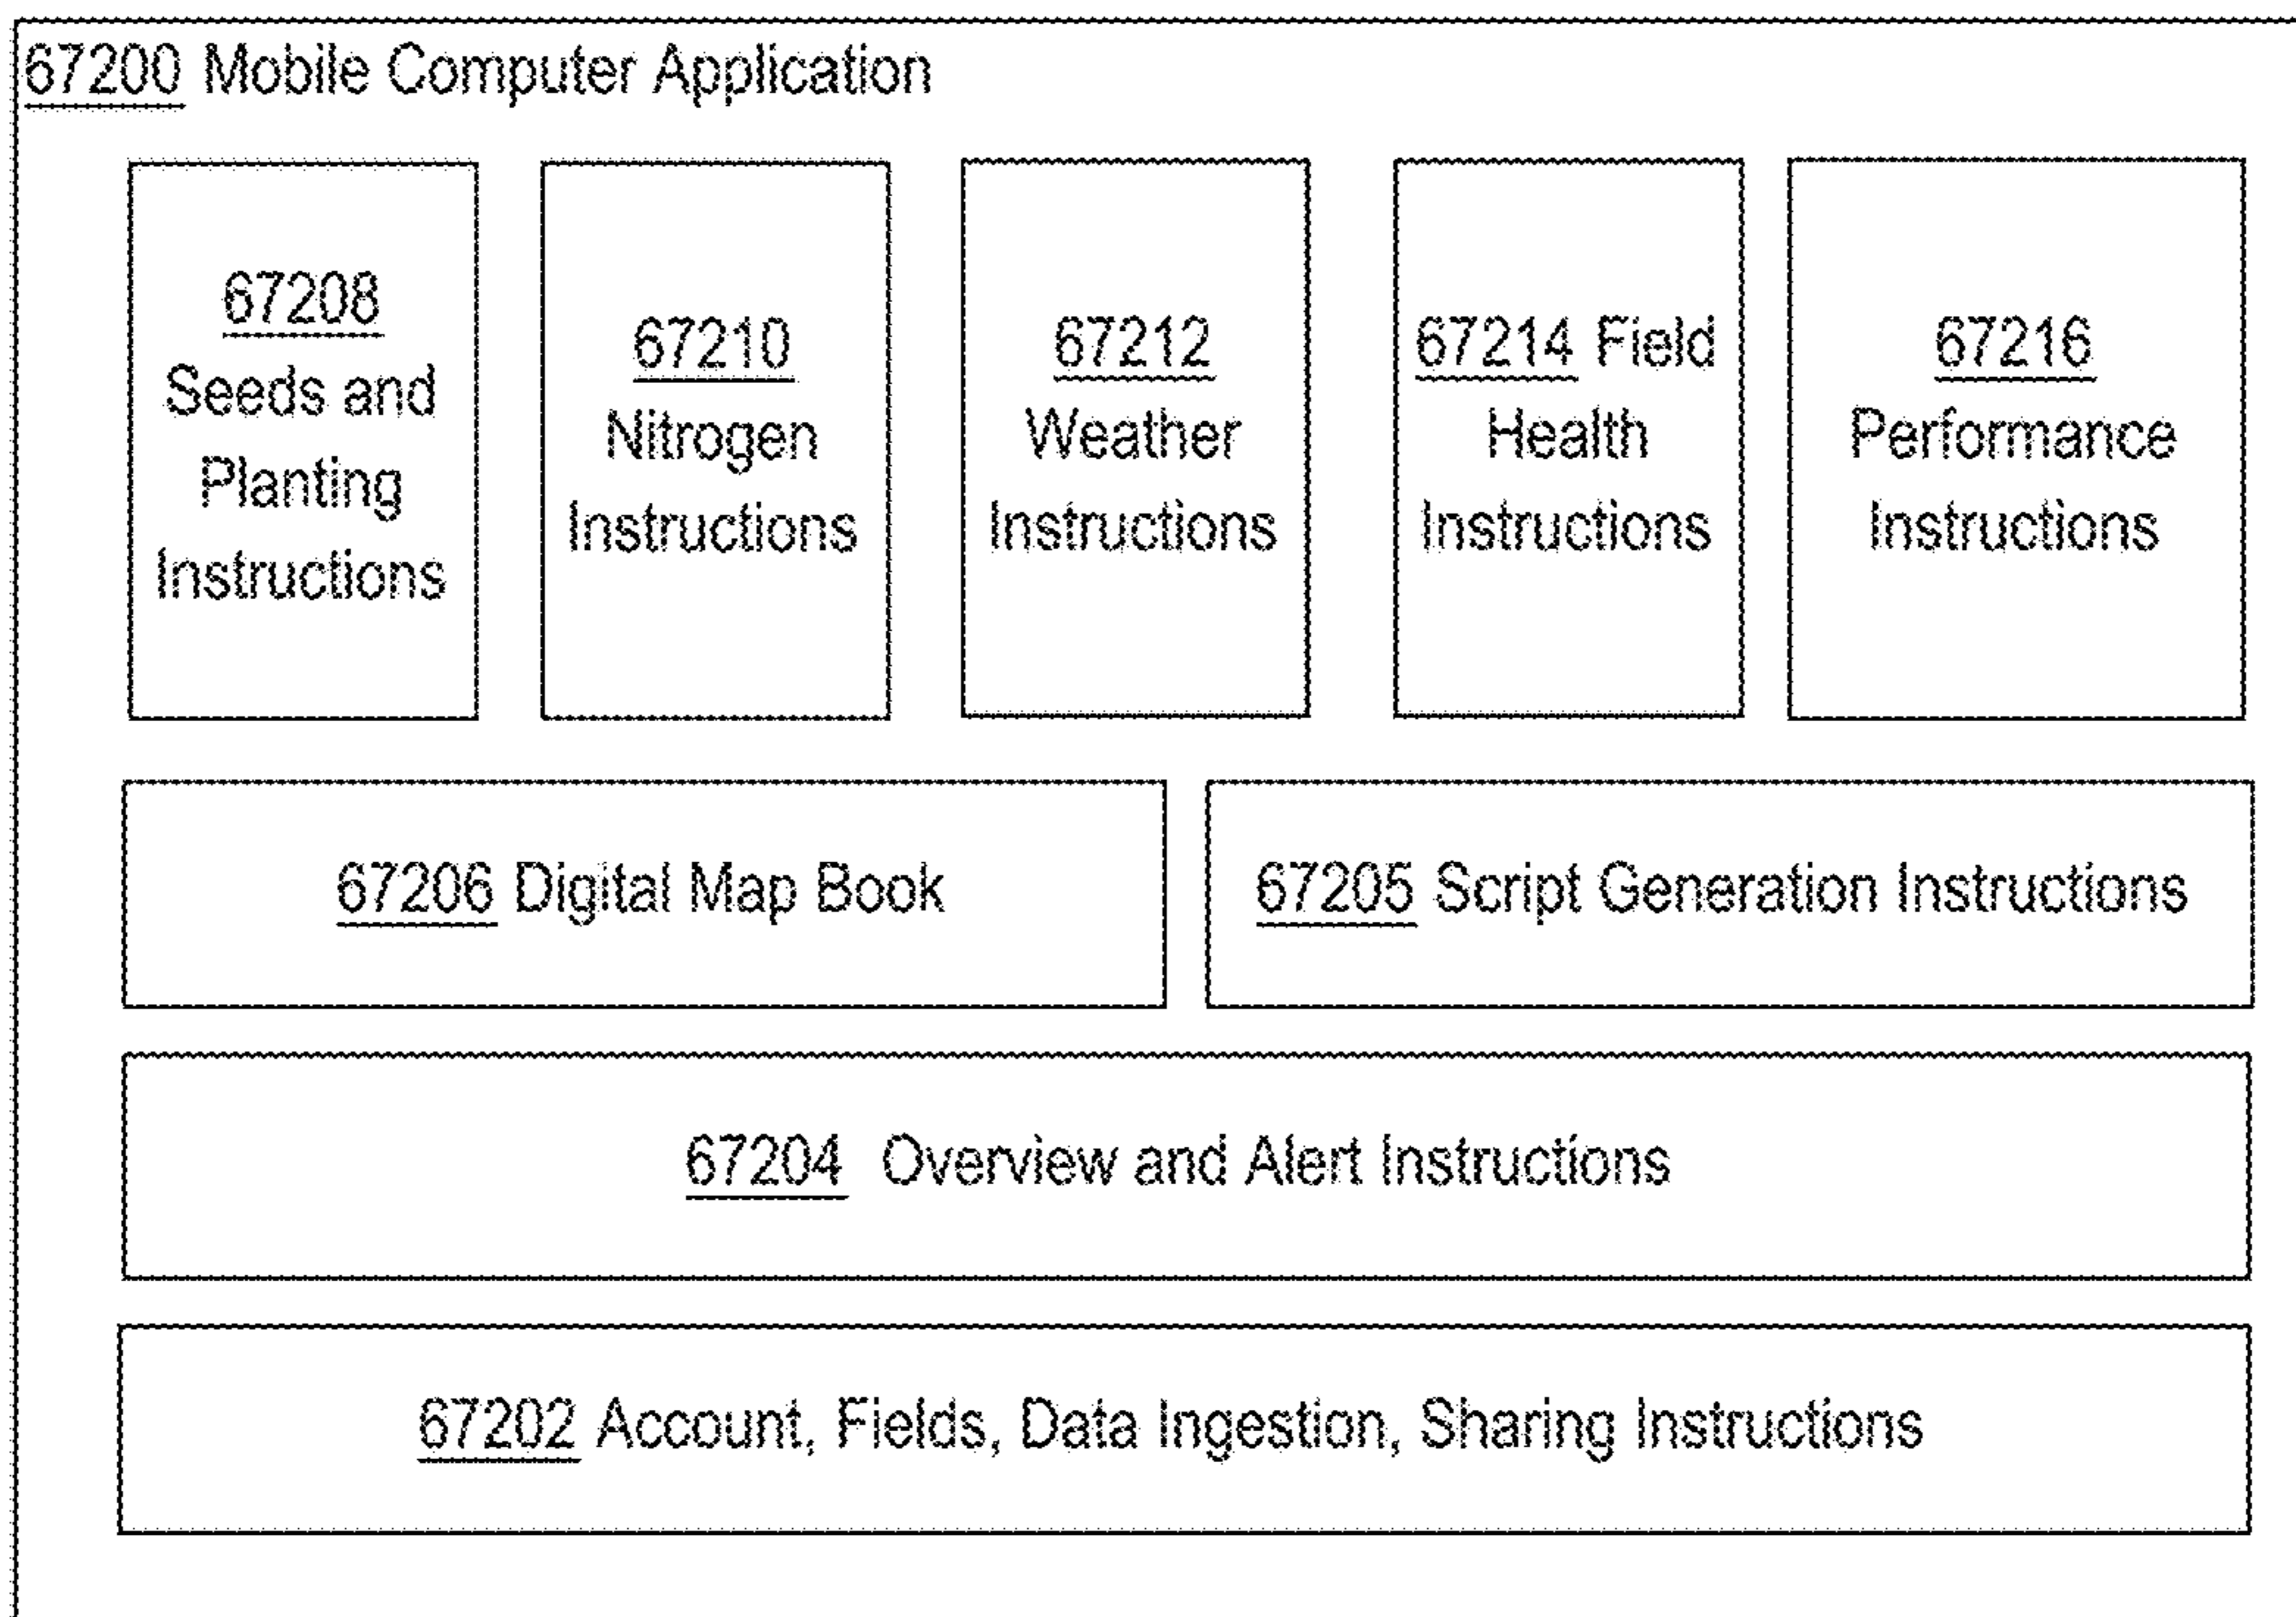 67200 Mobile Computer Application
67208
Seeds and
Planting
Instructions
67210
Nitrogen
Instructions
67212
Weather
Instructions
67214 Field
Health
Instructions
67216
Performance
Instructions
67206 Digital Map Book
67205 Script Generation Instructions
67204 Overview and Alert Instructions
67202 Account, Fields, Data Ingestion, Sharing Instructions